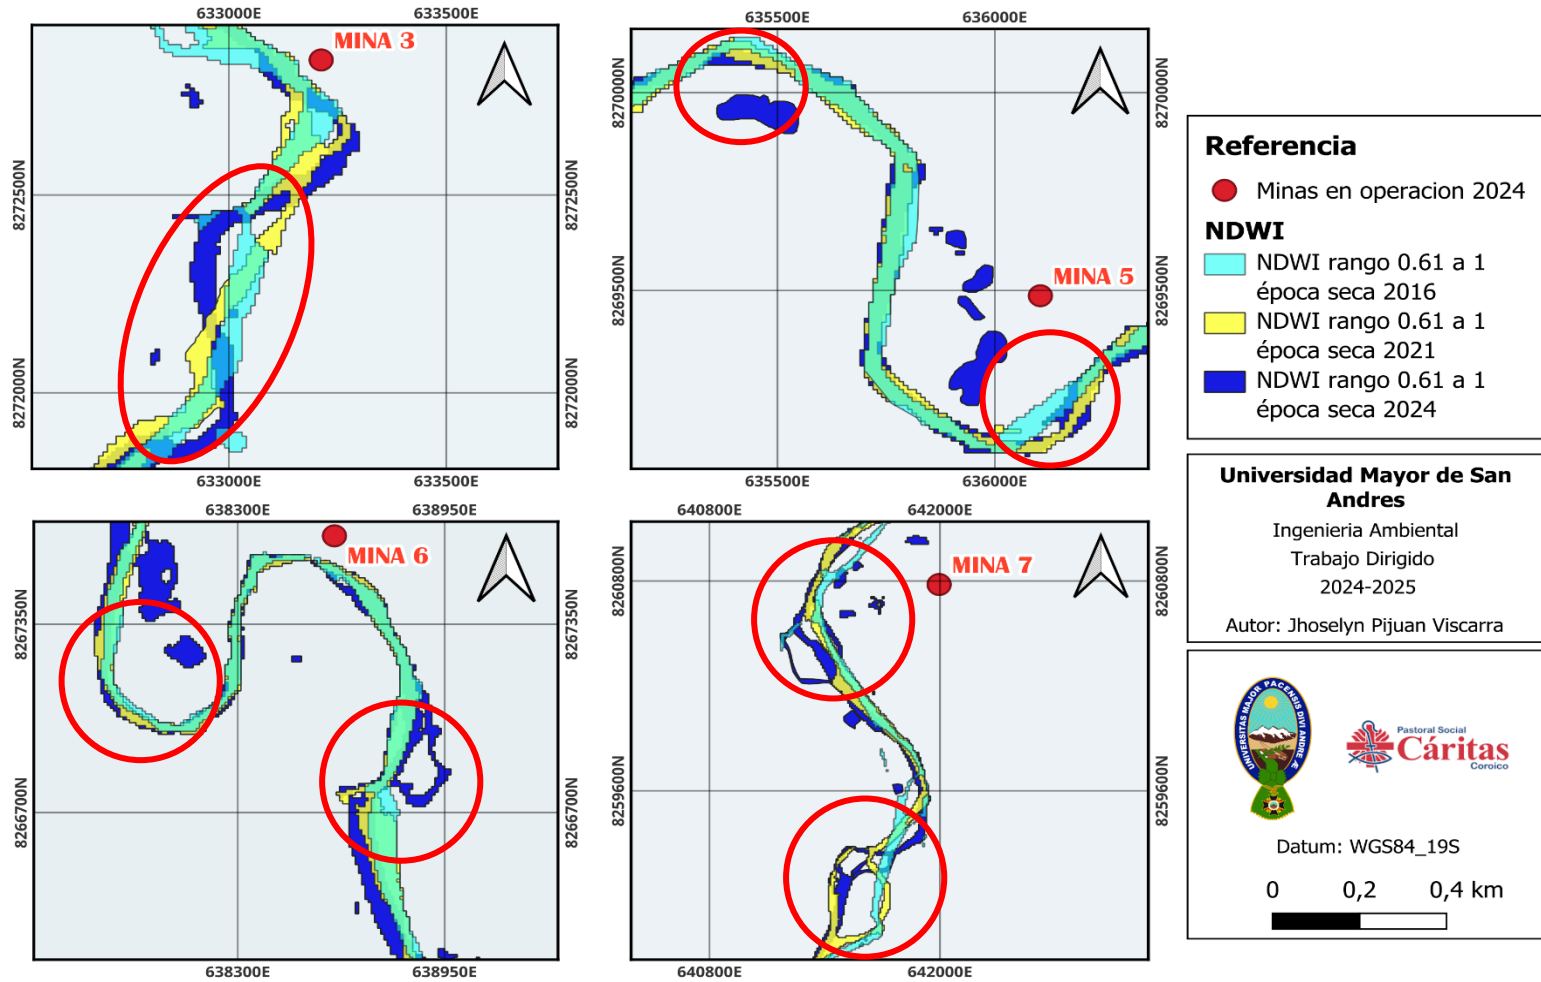 633000E
633500E
MINA 3
8272500N
8272500N
8272000N
8272000N
633000E
633500E
635500E
636000E
8270000N
8270000N
MINA 5
8269500N
8269500N
635500E
636000E
638300E
638950E
MINA 6
8267350N
8267350N
8266700N
8266700N
638300E
638950E
640800E
642000E
MINA 7
8260800N
8260800N
8259600N
8259600N
640800E
642000E
Referencia
Minas en operacion 2024
NDWI
NDWI rango 0.61 a 1
época seca 2016
NDWI rango 0.61 a 1
época seca 2021
NDWI rango 0.61 a 1
época seca 2024
Universidad Mayor de San
Andres
Ingenieria Ambiental
Trabajo Dirigido
2024-2025
Autor: Jhoselyn Pijuan Viscarra
UNIVERSITAS MAJOR PACENSIS DIVI ANDRE Æ
Pastoral Social
Cáritas
Coroico
Datum: WGS84_19S
0 0,2 0,4 km